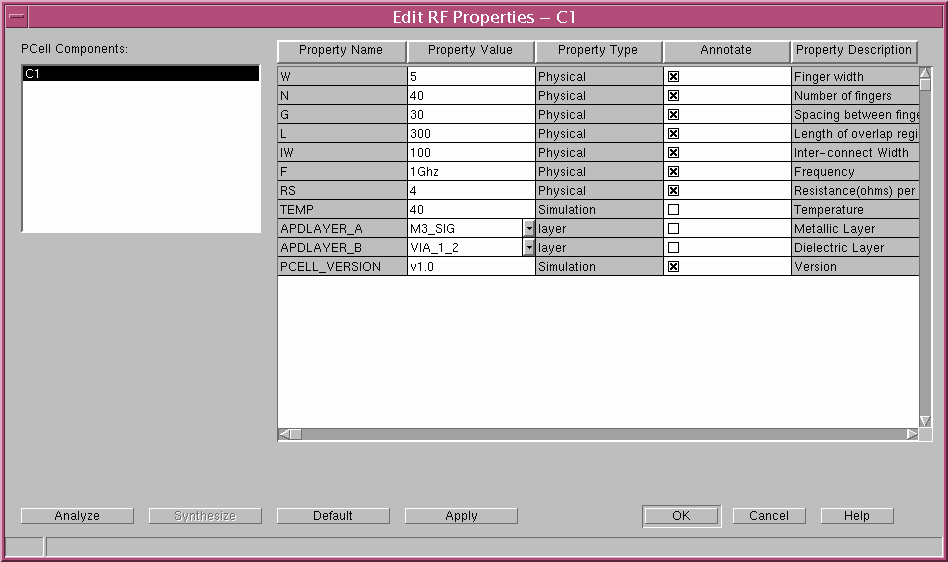 Edit RF Properties – C1
PCell Components:
C1
Property Name Property Value Property Type Annotate Property Description
W 5 Physical Finger width
N 40 Physical Number of fingers
G 30 Physical Spacing between finge
L 300 Physical Length of overlap regi
IW 100 Physical Inter-connect Width
F 1Ghz Physical Frequency
RS 4 Physical Resistance(ohms) per
TEMP 40 Simulation Temperature
APDLAYER_A M3_SIG layer Metallic Layer
APDLAYER_B VIA_1_2 layer Dielectric Layer
PCELL_VERSION v1.0 Simulation Version
Analyze Synthesize Default Apply OK Cancel Help